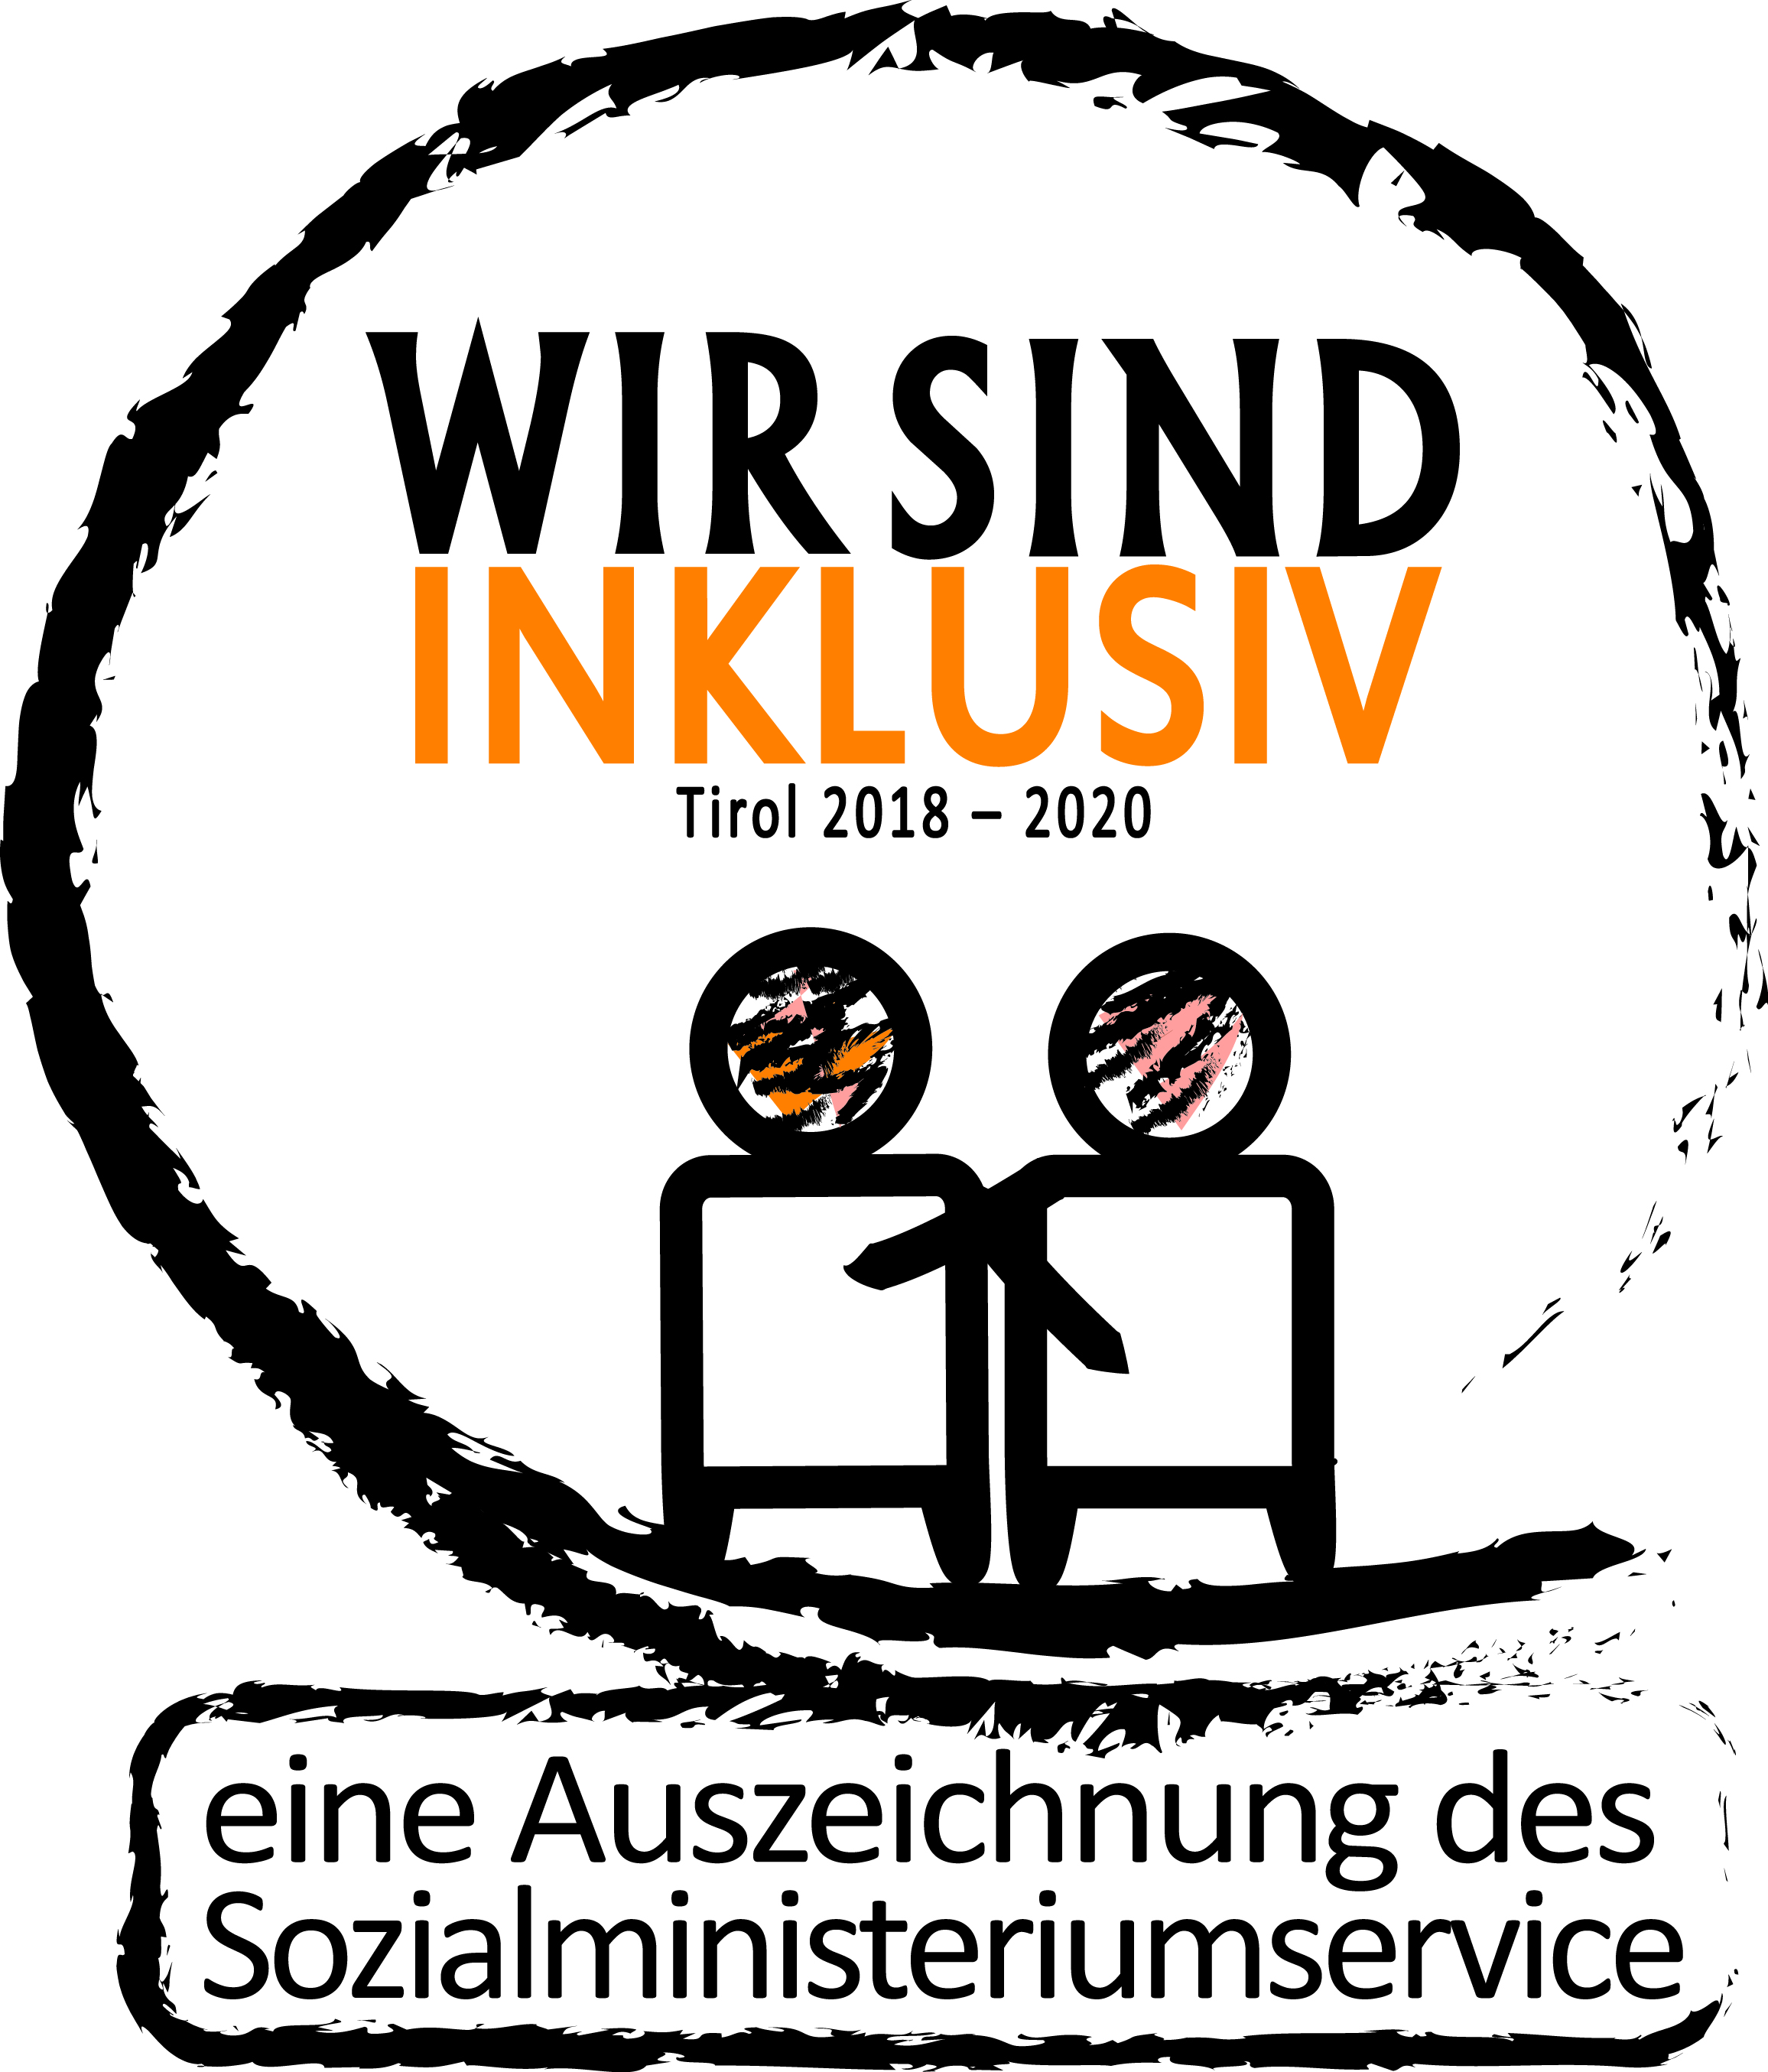 WIR SIND
INKLUSIV
Tirol 2018 – 2020
eine Auszeichnung des
Sozialministeriumservice